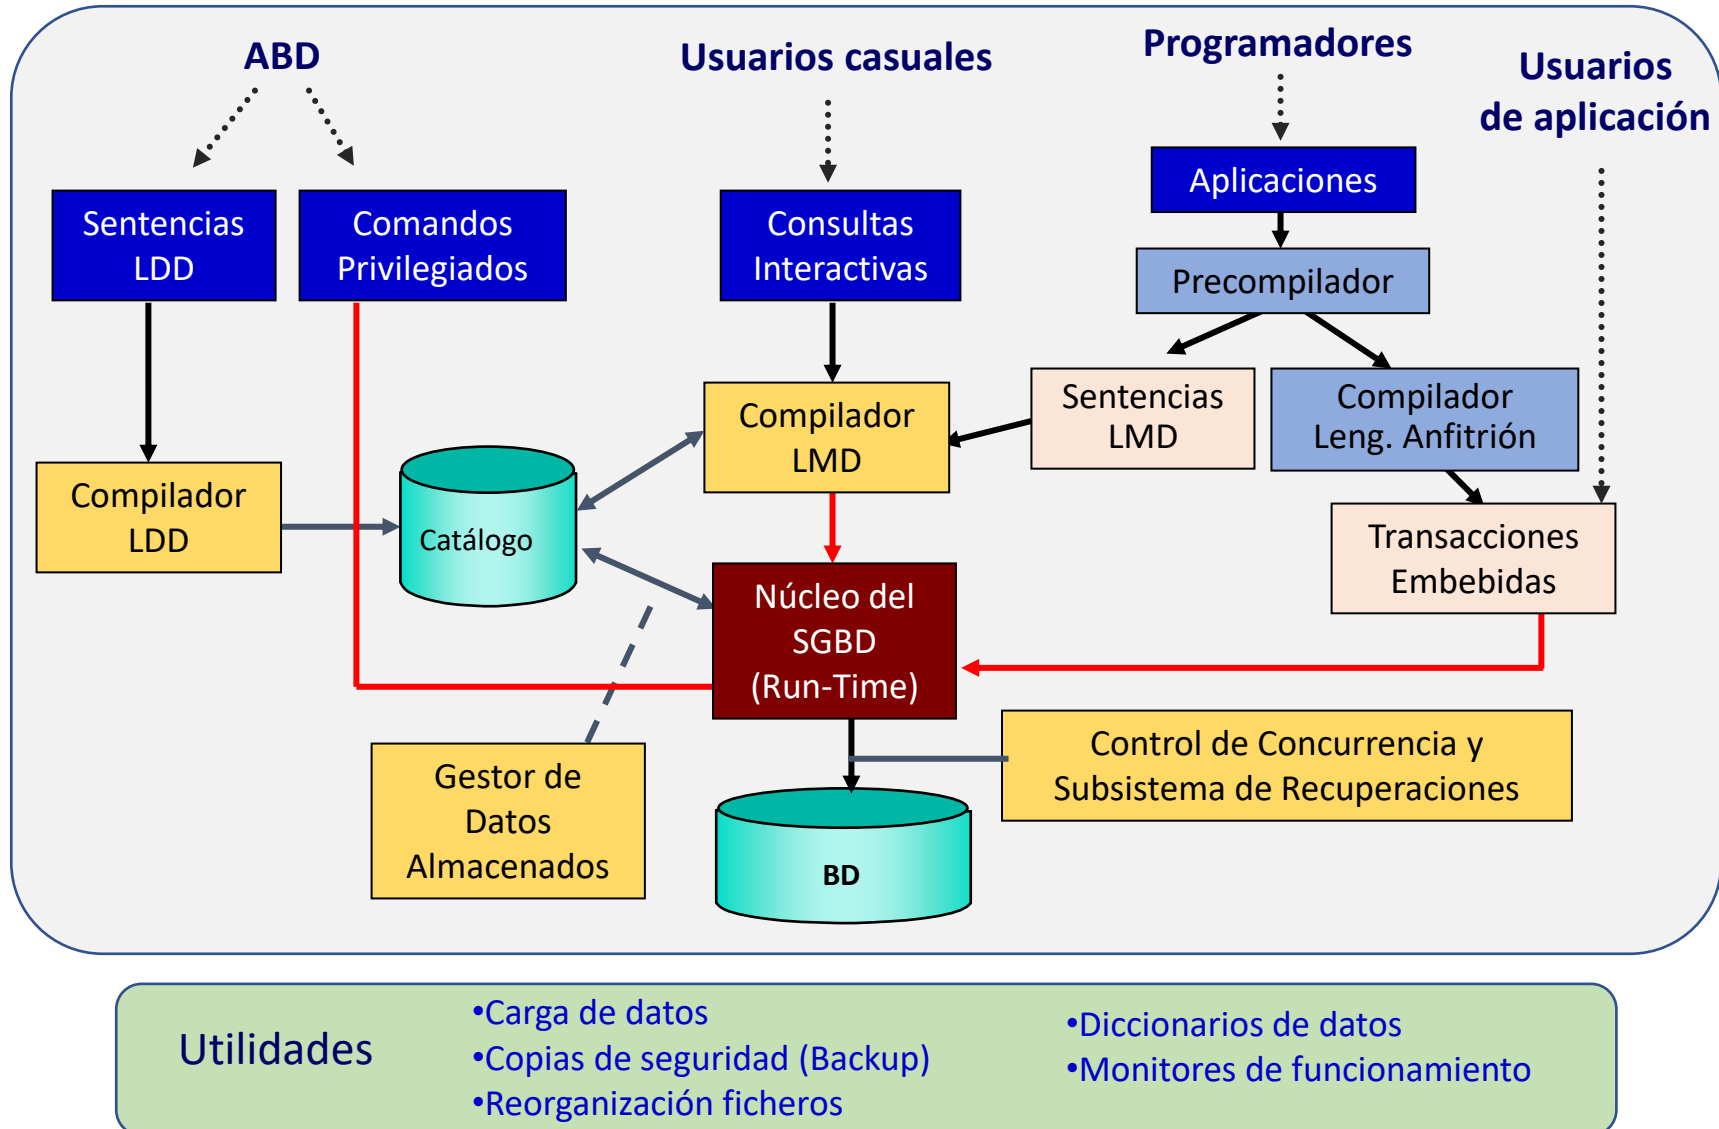 ABD
Usuarios casuales
Programadores
Usuarios
de aplicación
Sentencias
LDD
Comandos
Privilegiados
Consultas
Interactivas
Aplicaciones
Precompilador
Compilador
LMD
Sentencias
LMD
Compilador
Leng. Anfitrión
Compilador
LDD
Catálogo
Transacciones
Embebidas
Núcleo del
SGBD
(Run-Time)
Gestor de
Datos
Almacenados
Control de Concurrencia y
Subsistema de Recuperaciones
BD
Utilidades
•Carga de datos
•Copias de seguridad (Backup)
•Reorganización ficheros
•Diccionarios de datos
•Monitores de funcionamiento